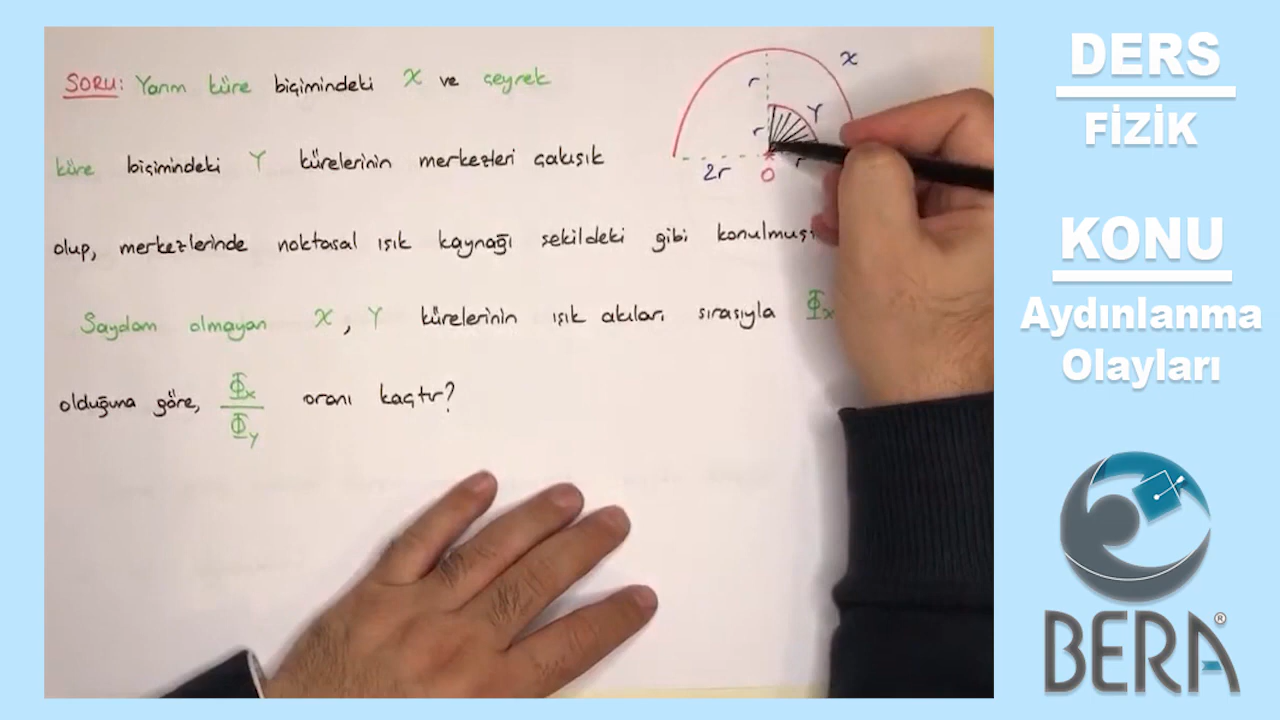 SORU: Yarım küre biçimindeki X ve çeyrek
küre biçimindeki Y kürelerinin merkezleri çakışık
olup, merkezlerinde noktasal ışık kaynağı şekildeki gibi konulmuş
Saydam olmayan X, Y kürelerinin ışık akıları sırasıyla Φx
olduğuna göre, Φx/Φy oranı kaçtır?
X
r
Y
r
r
2r
O
DERS
FİZİK
KONU
Aydınlanma
Olayları
BERA®